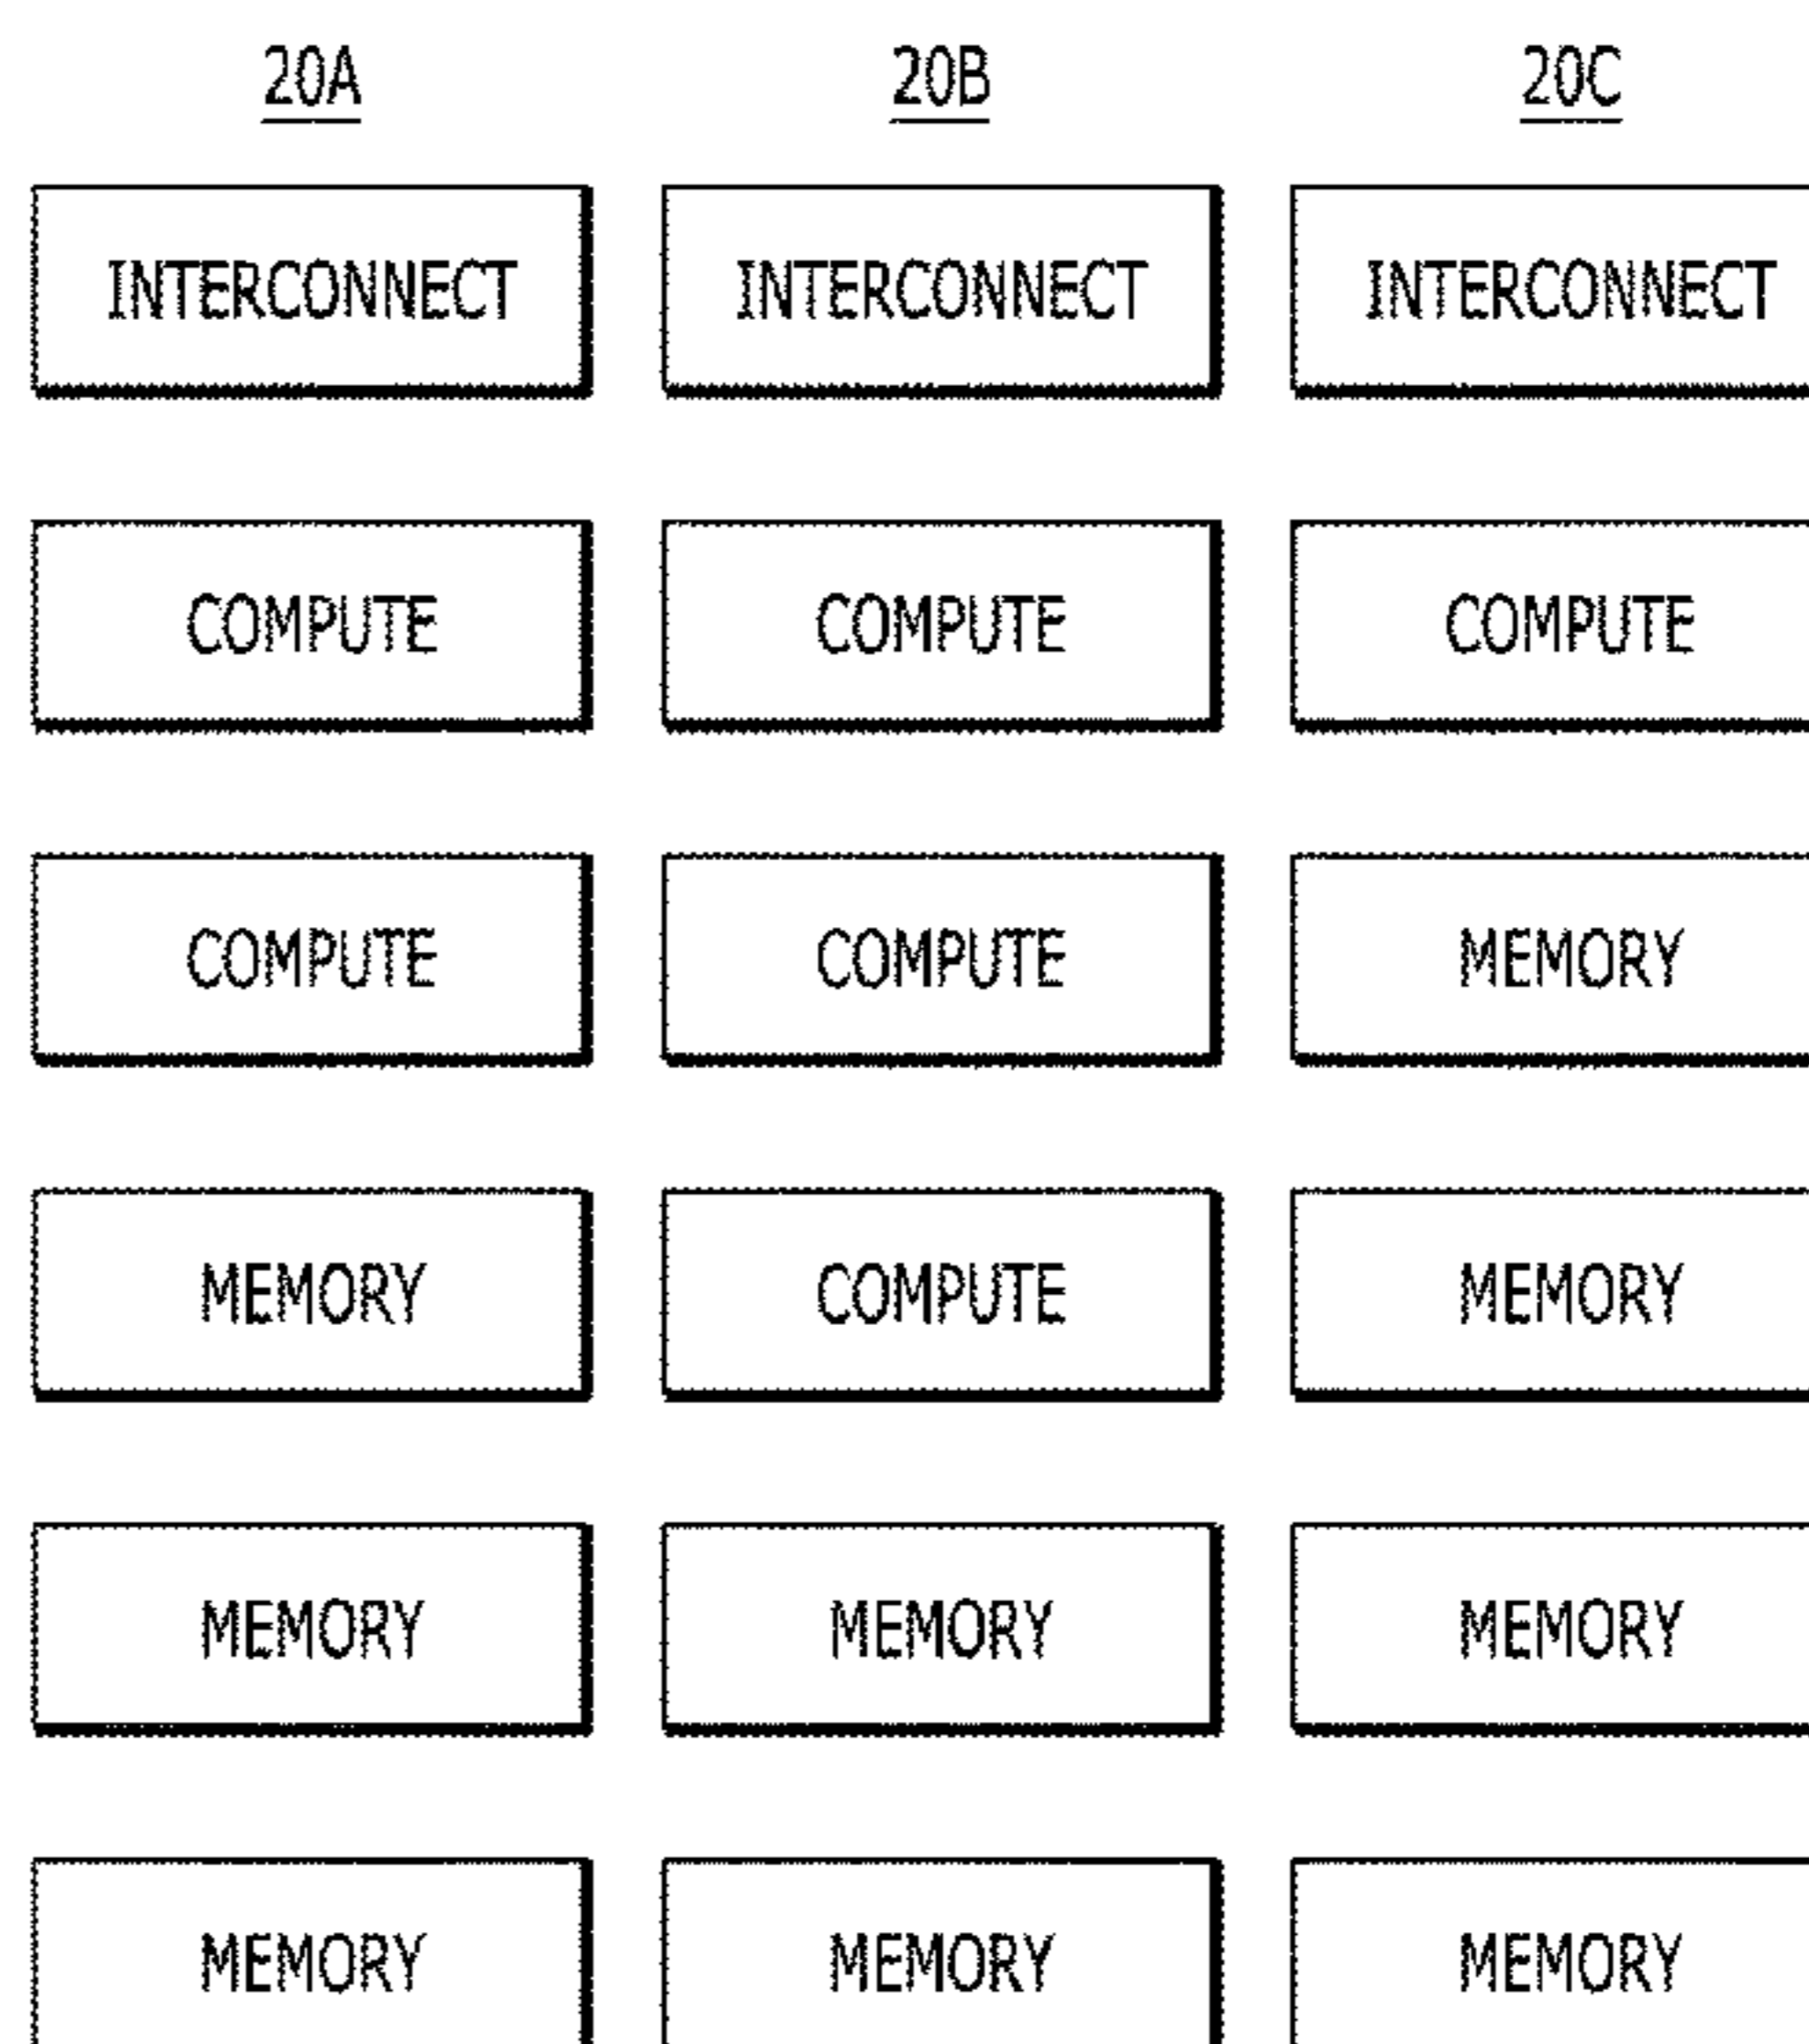 20A 20B 20C
INTERCONNECT INTERCONNECT INTERCONNECT
COMPUTE COMPUTE COMPUTE
COMPUTE COMPUTE MEMORY
MEMORY COMPUTE MEMORY
MEMORY MEMORY MEMORY
MEMORY MEMORY MEMORY